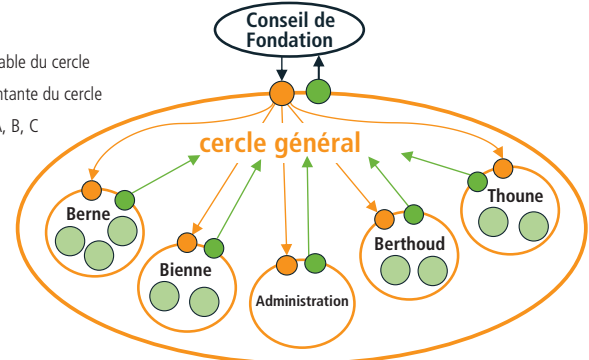 Conseil de
Fondation
able du cercle
ntante du cercle
A, B, C
cercle général
Berne
Bienne
Administration
Berthoud
Thoune